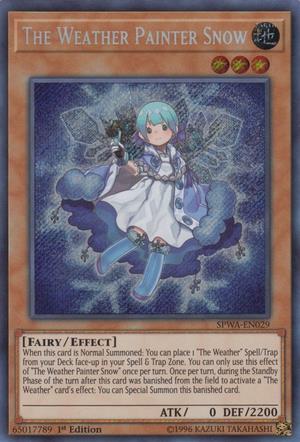 THE WEATHER PAINTER SNOW
SPWA-EN029
[Fairy/Effect]
When this card is Normal Summoned: You can place 1 "The Weather" Spell/Trap
from your Deck face-up in your Spell & Trap Zone. You can only use this effect
of "The Weather Painter Snow" once per turn. Once per turn, during the Standby
Phase of the turn after this card was banished from the field to activate a "The
Weather" card's effect: You can Special Summon this banished card.
ATK/ 0 DEF/2200
65017789 1st Edition ©1996 KAZUKI TAKAHASHI